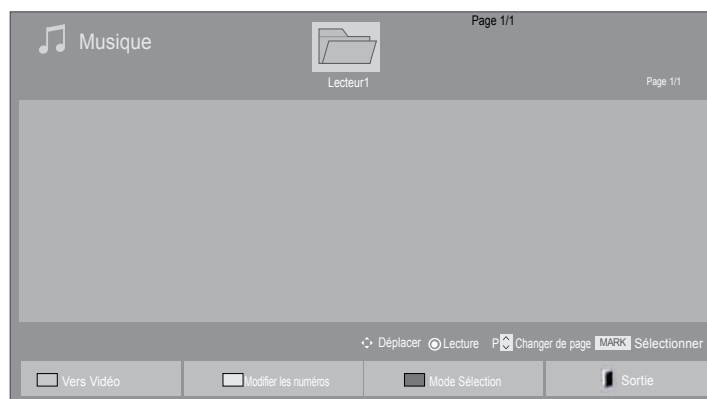 Page 1/1
Musique
Lecteur1
Page 1/1
Déplacer Lecture P Changer de page MARK Sélectionner
Vers Vidéo Modifier les numéros Mode Sélection Sortie